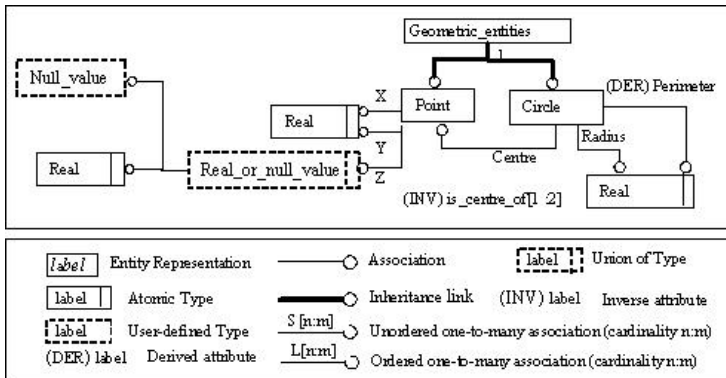 Geometric_entities
1
Null_value
(DER) Perimeter
X
Point
Circle
Real
Y
Radius
Real
Real_or_null_value
Z
Centre
Real
(INV) is_centre_of[1 :2]
label Entity Representation
Association
label Union of Type
label Atomic Type
Inheritance link
(INV) label Inverse attribute
label User-defined Type
S [n:m] Unordered one-to-many association (cardinality n:m)
(DER) label Derived attribute
L[n:m] Ordered one-to-many association (cardinality n:m)